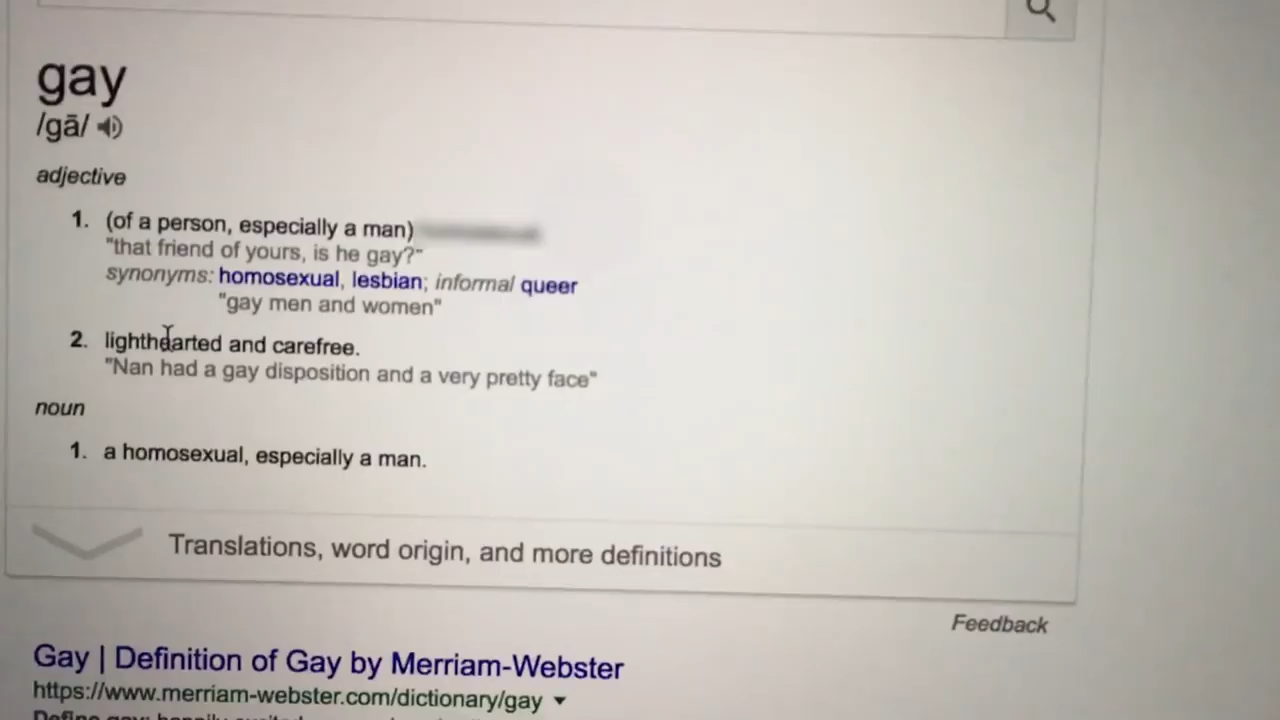 gay
/gā/
adjective
1. (of a person, especially a man)
"that friend of yours, is he gay?"
synonyms: homosexual, lesbian; informal queer
"gay men and women"
2. lighthearted and carefree.
"Nan had a gay disposition and a very pretty face"
noun
1. a homosexual, especially a man.
Translations, word origin, and more definitions
Feedback
Gay | Definition of Gay by Merriam-Webster
https://www.merriam-webster.com/dictionary/gay